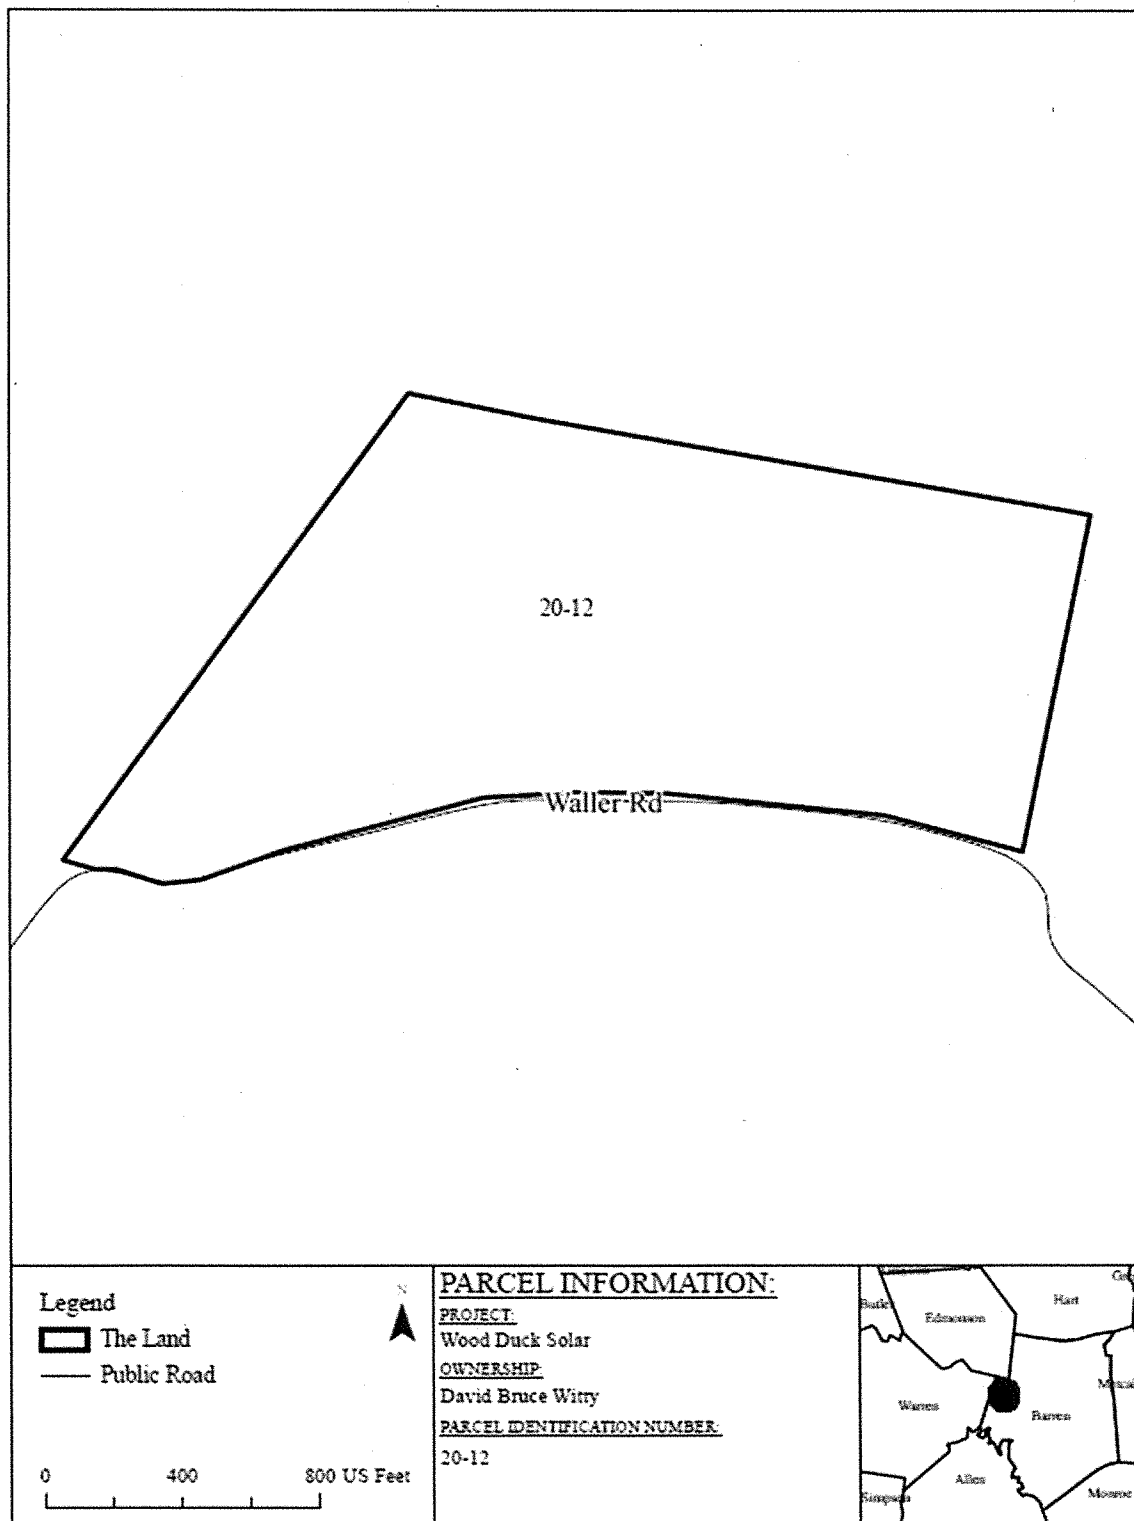 20-12
Waller Rd
Legend
The Land
Public Road
0 400 800 US Feet
N
PARCEL INFORMATION:
PROJECT:
Wood Duck Solar
OWNERSHIP:
David Bruce Witty
PARCEL IDENTIFICATION NUMBER:
20-12
Hart
Edmonson
Warren
Barren
Allen
Simpson
Monroe